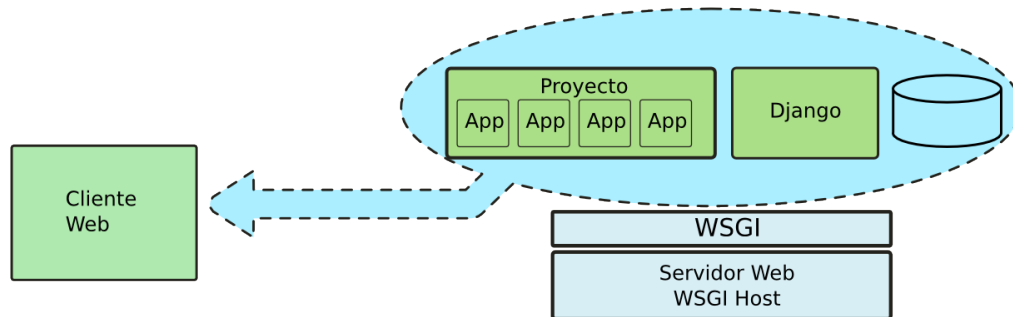 Proyecto
App App App App
Django
Cliente
Web
WSGI
Servidor Web
WSGI Host